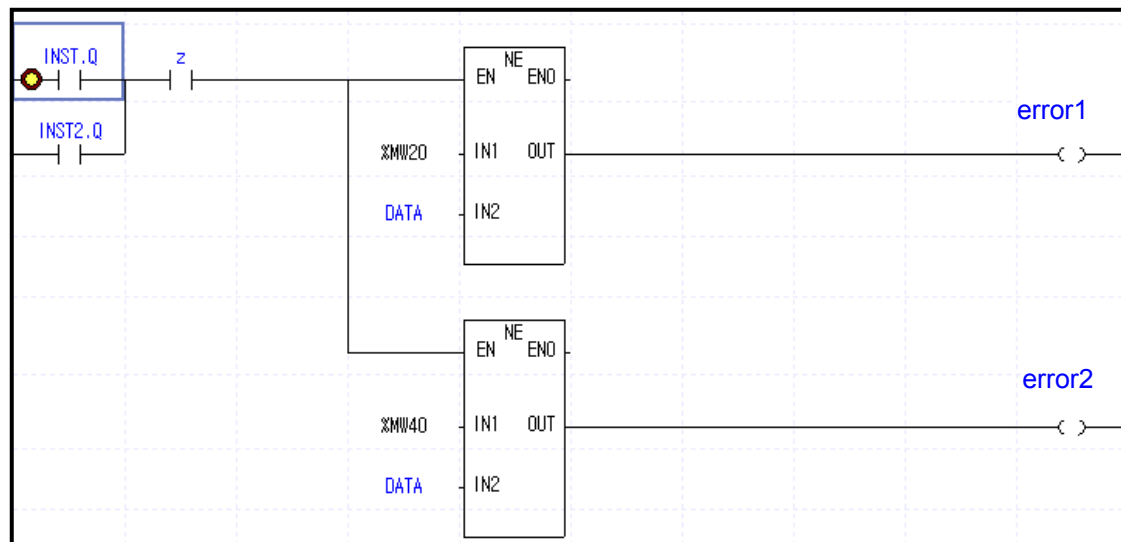 INST.Q
z
NE
EN ENO
error1
INST2.Q
%MW20 IN1 OUT
DATA IN2
NE
EN ENO
error2
%MW40 IN1 OUT
DATA IN2